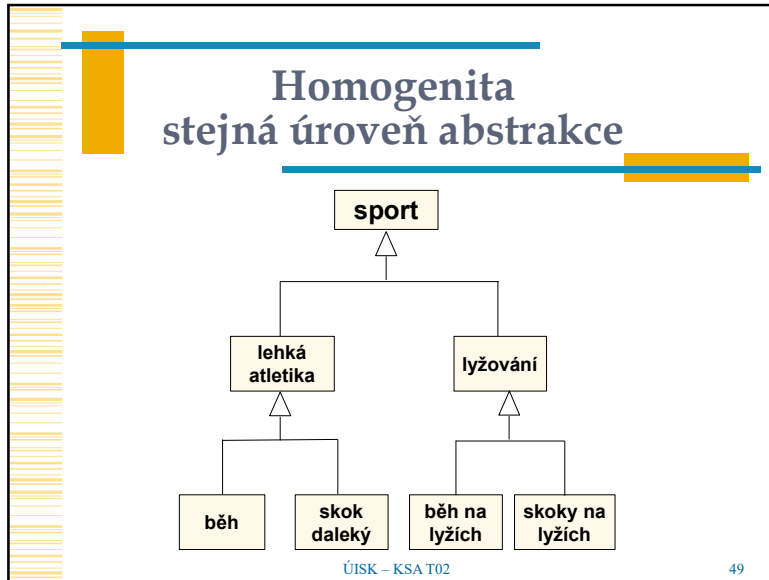 Homogenita
stejná úroveň abstrakce
sport
lehká
atletika
lyžování
běh
skok
daleký
běh na
lyžích
skoky na
lyžích
ÚISK – KSA T02
49